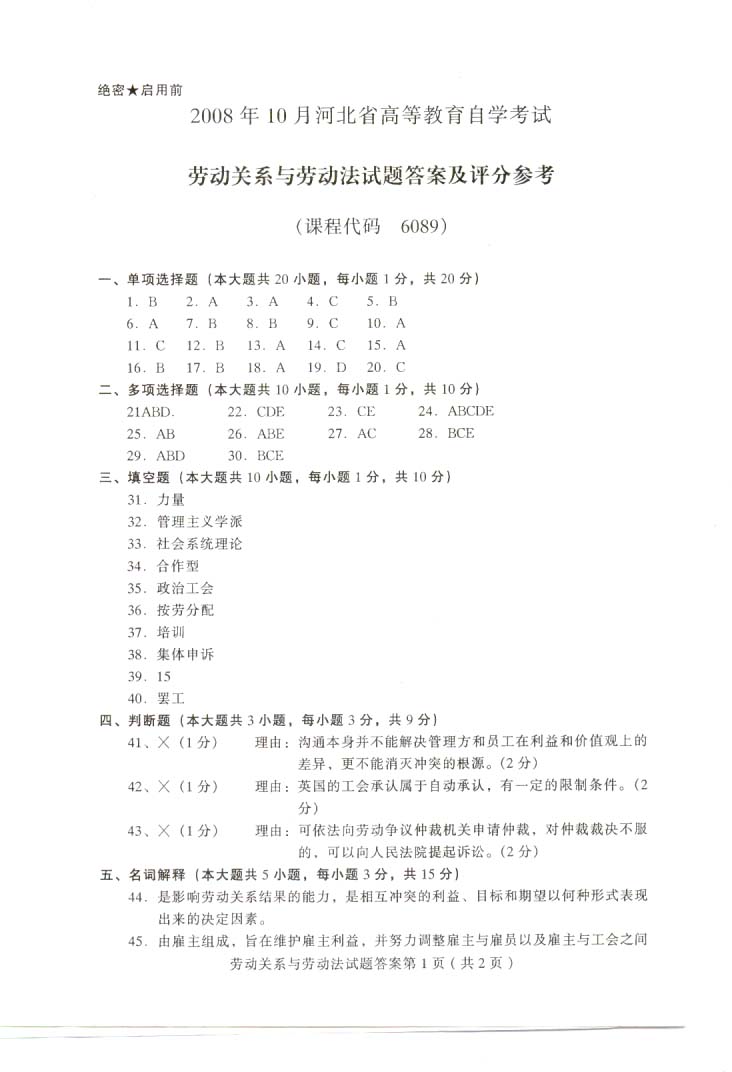 绝密★启用前
2008 年 10 月河北省高等教育自学考试
劳动关系与劳动法试题答案及评分参考
(课程代码 6089)
一、单项选择题(本大题共 20 小题,每小题 1 分,共 20 分)
1. B 2. A 3. A 4. C 5. B
6. A 7. B 8. B 9. C 10. A
11. C 12. B 13. A 14. C 15. A
16. B 17. B 18. A 19. D 20. C
二、多项选择题(本大题共 10 小题,每小题 1 分,共 10 分)
21ABD. 22. CDE 23. CE 24. ABCDE
25. AB 26. ABE 27. AC 28. BCE
29. ABD 30. BCE
三、填空题(本大题共 10 小题,每小题 1 分,共 10 分)
31. 力量
32. 管理主义学派
33. 社会系统理论
34. 合作型
35. 政治工会
36. 按劳分配
37. 培训
38. 集体申诉
39. 15
40. 罢工
四、判断题(本大题共 3 小题,每小题 3 分,共 9 分)
41、×(1 分) 理由:沟通本身并不能解决管理方和员工在利益和价值观上的
差异,更不能消灭冲突的根源。(2 分)
42、×(1 分) 理由:英国的工会承认属于自动承认,有一定的限制条件。(2
分)
43、×(1 分) 理由:可依法向劳动争议仲裁机关申请仲裁,对仲裁裁决不服
的,可以向人民法院提起诉讼。(2 分)
五、名词解释(本大题共 5 小题,每小题 3 分,共 15 分)
44. 是影响劳动关系结果的能力,是相互冲突的利益、目标和期望以何种形式表现
出来的决定因素。
45. 由雇主组成,旨在维护雇主利益,并努力调整雇主与雇员以及雇主与工会之间
劳动关系与劳动法试题答案第 1 页(共 2 页)